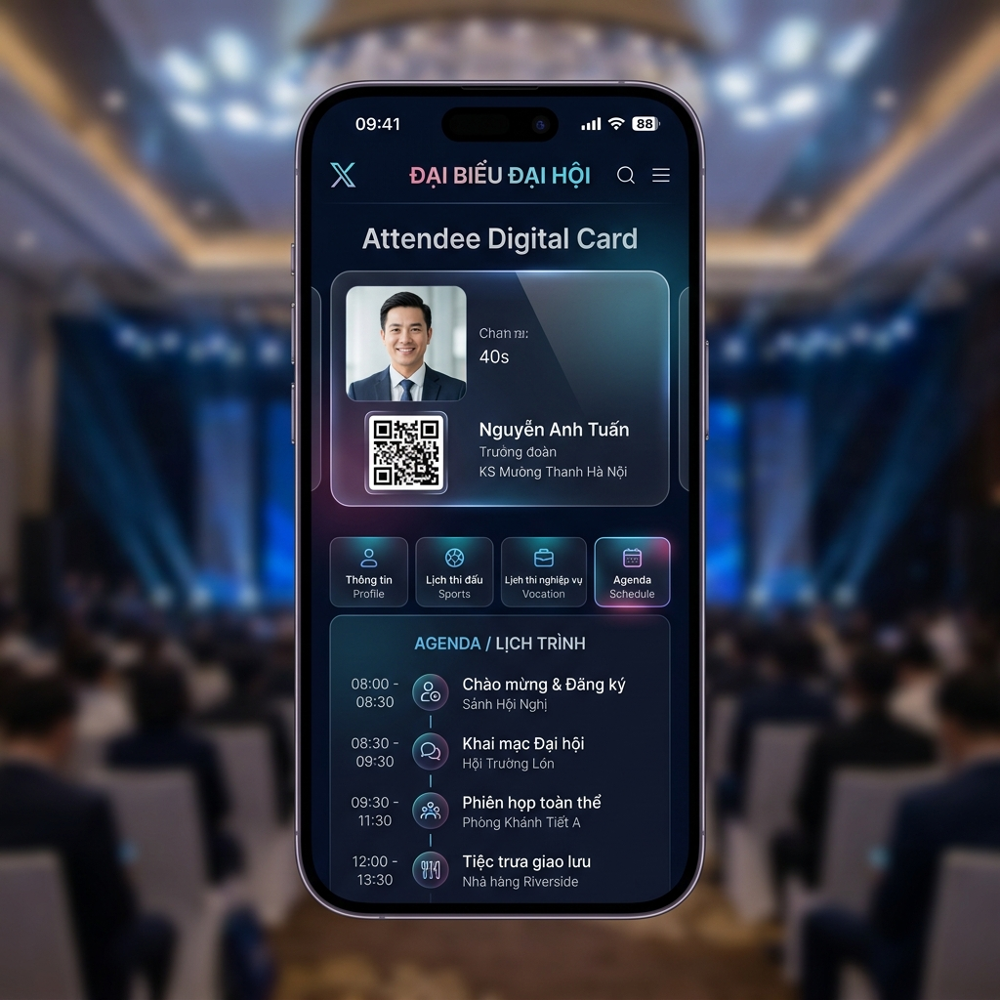 09:41
88
ĐẠI BIỂU ĐẠI HỘI
Attendee Digital Card
40s
Nguyễn Anh Tuấn
Trưởng đoàn
KS Mường Thanh Hà Nội
Thông tin
Profile
Lịch thi đấu
Sports
Lịch thi nghiệp vụ
Vocation
Agenda
Schedule
AGENDA / LỊCH TRÌNH
08:00 -
08:30
Chào mừng & Đăng ký
Sảnh Hội Nghị
08:30 -
09:30
Khai mạc Đại hội
Hội Trường Lón
09:30 -
11:30
Phiên họp toàn thể
Phòng Khánh Tiết A
12:00 -
13:30
Tiệc trưa giao lưu
Nhà hàng Riverside